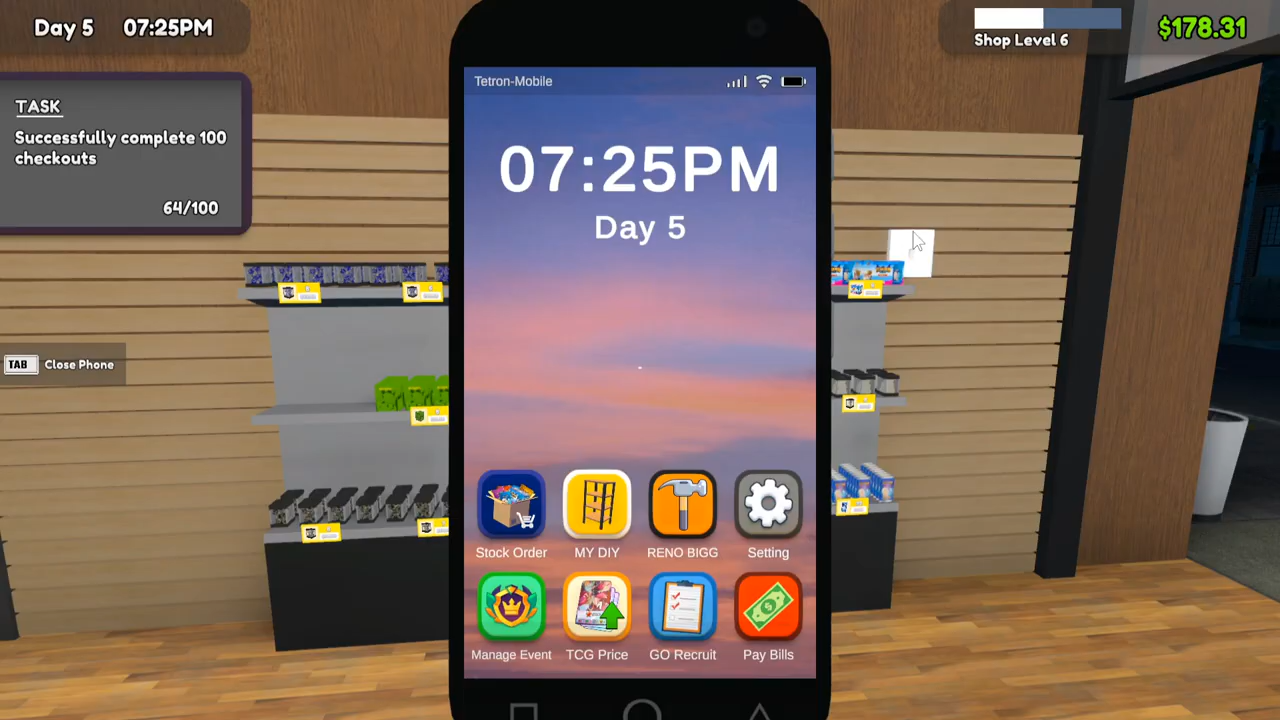 Day 5 07:25PM
Shop Level 6
$178.31
TASK
Successfully complete 100
checkouts
64/100
TAB Close Phone
Tetron-Mobile
07:25PM
Day 5
Stock Order MY DIY RENO BIGG Setting
Manage Event TCG Price GO Recruit Pay Bills